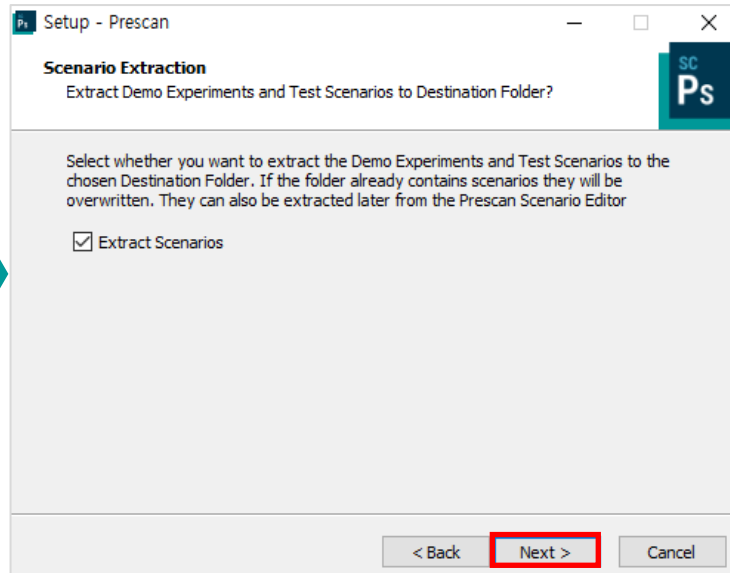 Ps
Setup - Prescan
Scenario Extraction
Extract Demo Experiments and Test Scenarios to Destination Folder?
SC
Ps
Select whether you want to extract the Demo Experiments and Test Scenarios to the
chosen Destination Folder. If the folder already contains scenarios they will be
overwritten. They can also be extracted later from the Prescan Scenario Editor
Extract Scenarios
< Back
Next >
Cancel